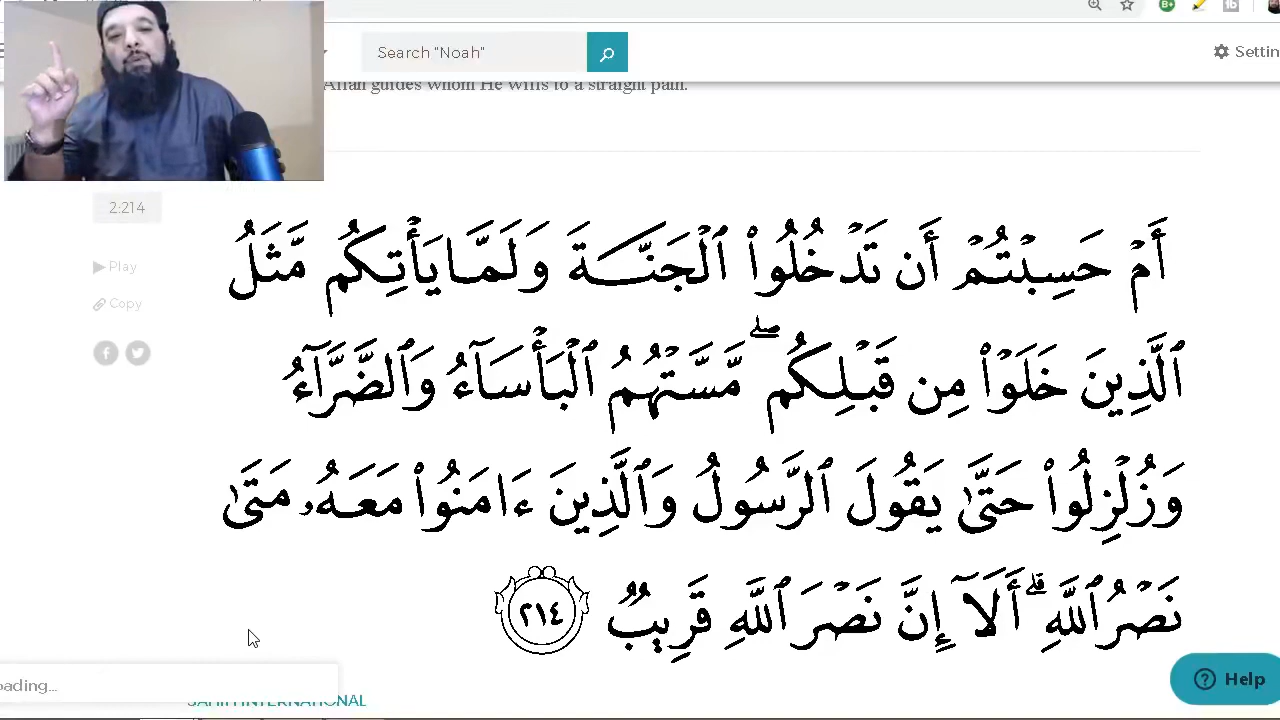 Search "Noah"
Allah guides whom He wills to a straight path.
2:214
Play
Copy
أَمْ حَسِبْتُمْ أَن تَدْخُلُوا۟ ٱلْجَنَّةَ وَلَمَّا يَأْتِكُم مَّثَلُ
ٱلَّذِينَ خَلَوْا۟ مِن قَبْلِكُم ۖ مَّسَّتْهُمُ ٱلْبَأْسَآءُ وَٱلضَّرَّآءُ
وَزُلْزِلُوا۟ حَتَّىٰ يَقُولَ ٱلرَّسُولُ وَٱلَّذِينَ ءَامَنُوا۟ مَعَهُۥ مَتَىٰ
نَصْرُ ٱللَّهِ ۗ أَلَآ إِنَّ نَصْرَ ٱللَّهِ قَرِيبٌ ٢١٤
oading...
SAHIH INTERNATIONAL
Settin
Help